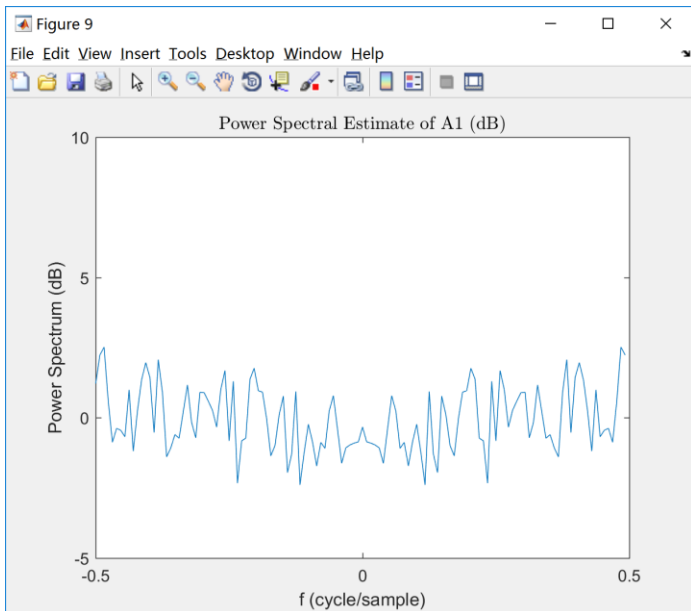 Figure 9
File Edit View Insert Tools Desktop Window Help
Power Spectral Estimate of A1 (dB)
10
5
0
-5
Power Spectrum (dB)
-0.5 0 0.5
f (cycle/sample)